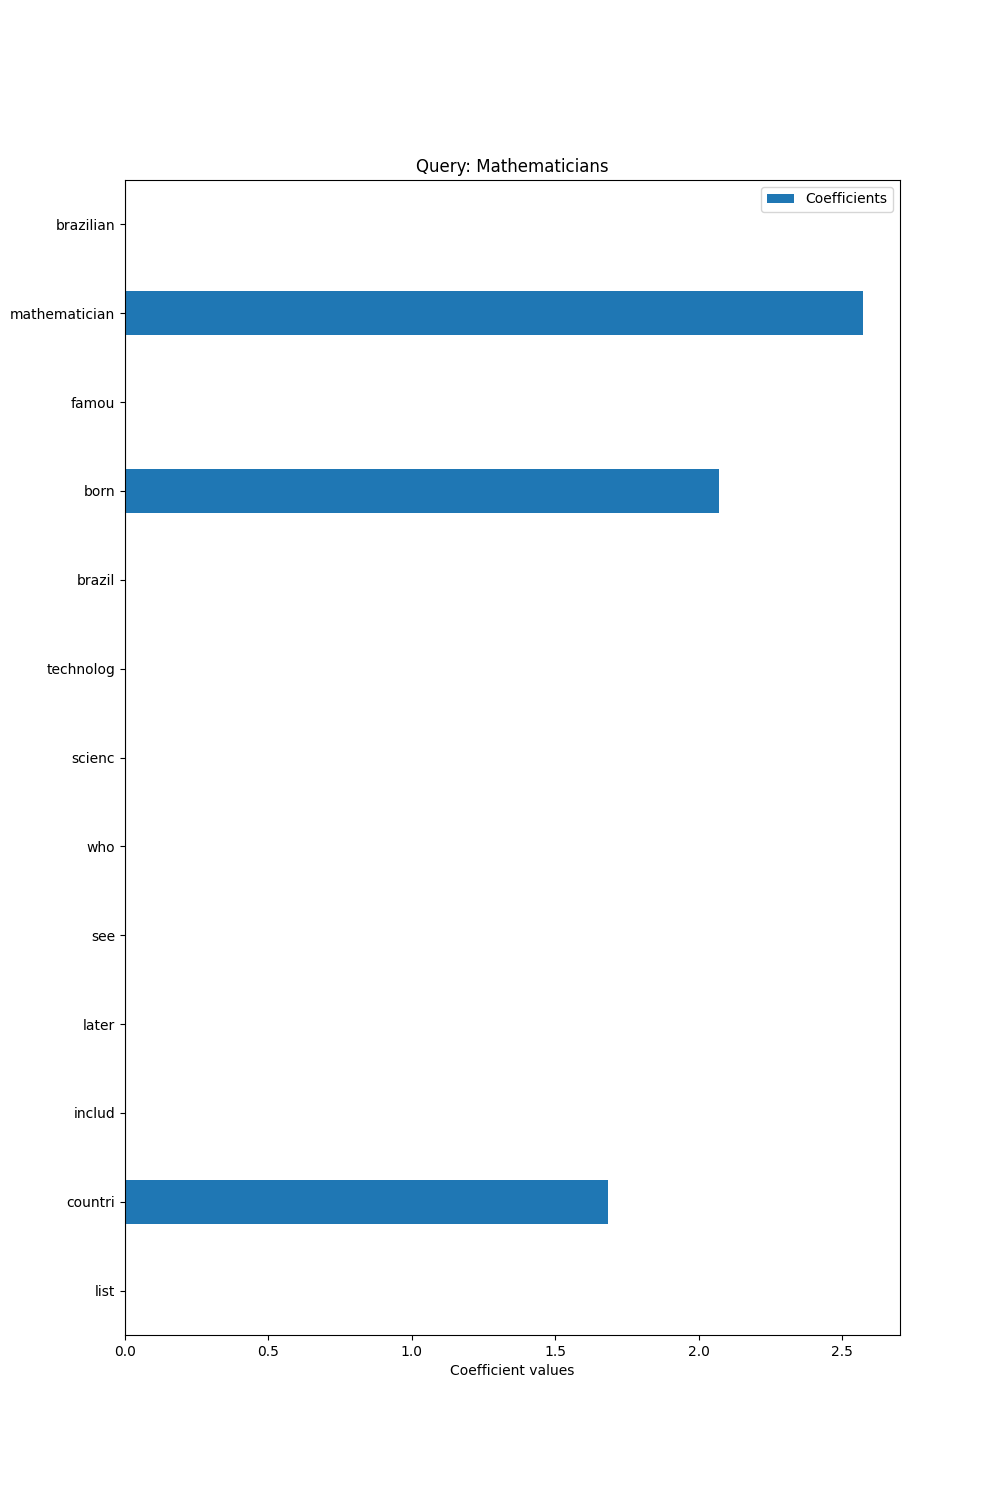 Query: Mathematicians
Coefficients
brazilian
mathematician
famou
born
brazil
technolog
scienc
who
see
later
includ
countri
list
0.0 0.5 1.0 1.5 2.0 2.5
Coefficient values